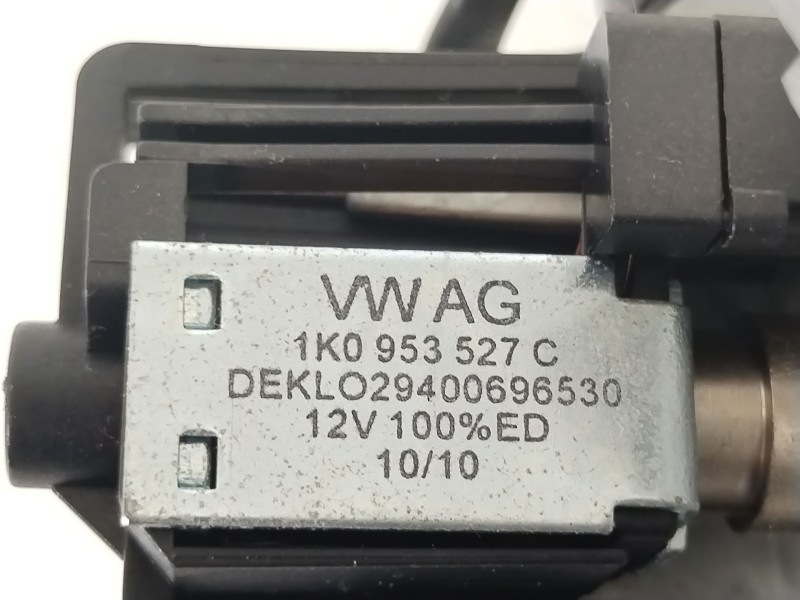 VW AG
1K0 953 527 C
DEKLO29400696530
12V 100%ED
10/10